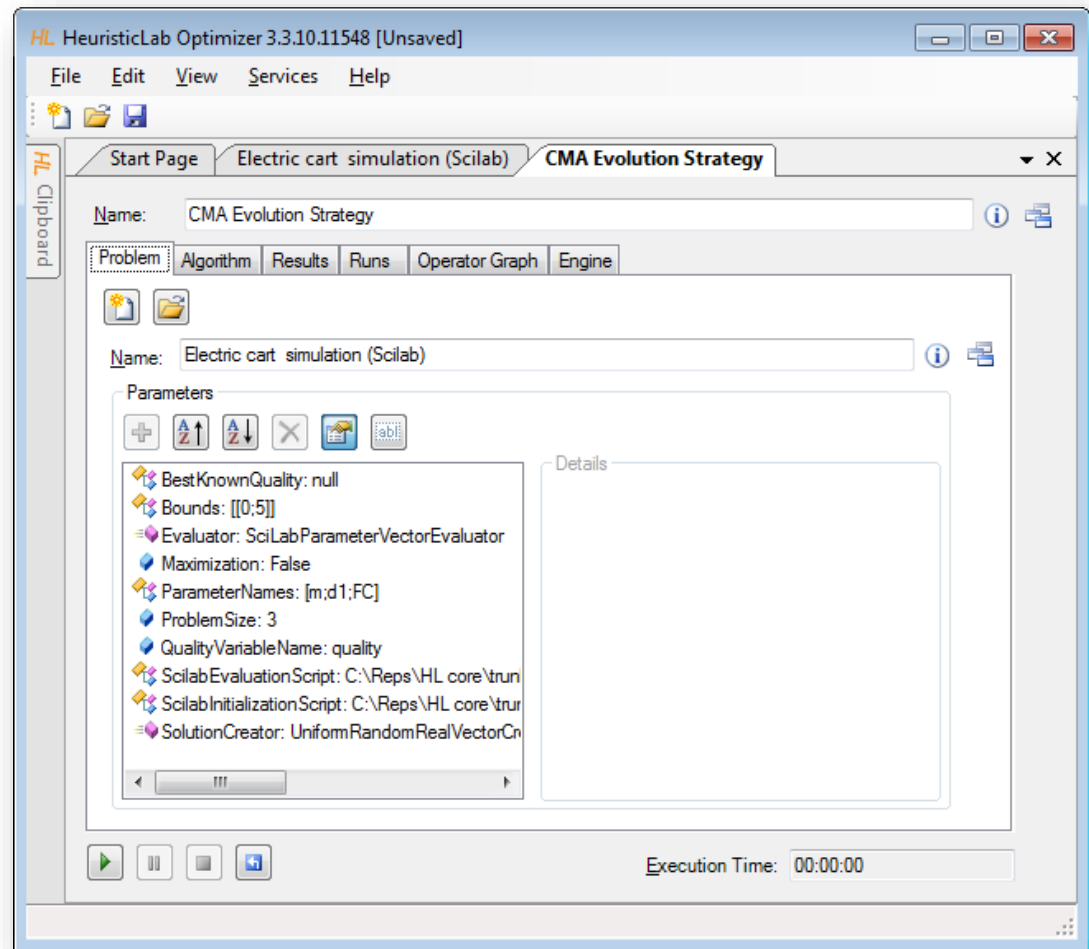 HL HeuristicLab Optimizer 3.3.10.11548 [Unsaved]
File Edit View Services Help
HL Clipboard
Start Page Electric cart simulation (Scilab) CMA Evolution Strategy
Name: CMA Evolution Strategy
Problem Algorithm Results Runs Operator Graph Engine
Name: Electric cart simulation (Scilab)
Parameters
Details
BestKnownQuality: null
Bounds: [[0;5]]
Evaluator: SciLabParameterVectorEvaluator
Maximization: False
ParameterNames: [m;d1;FC]
ProblemSize: 3
QualityVariableName: quality
ScilabEvaluationScript: C:\Reps\HL core\trun
ScilabInitializationScript: C:\Reps\HL core\trun
SolutionCreator: UniformRandomRealVectorCr
Execution Time: 00:00:00